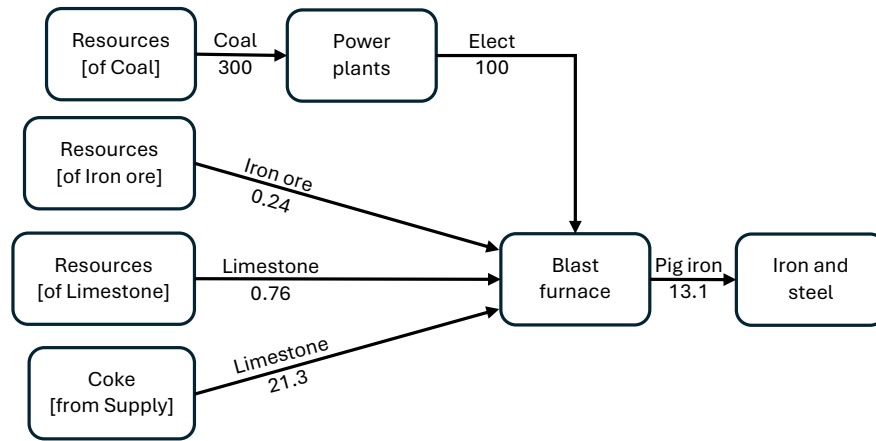 Resources
[of Coal]
Coal
300
Power
plants
Elect
100
Resources
[of Iron ore]
Iron ore
0.24
Resources
[of Limestone]
Limestone
0.76
Coke
[from Supply]
Limestone
21.3
Blast
furnace
Pig iron
13.1
Iron and
steel